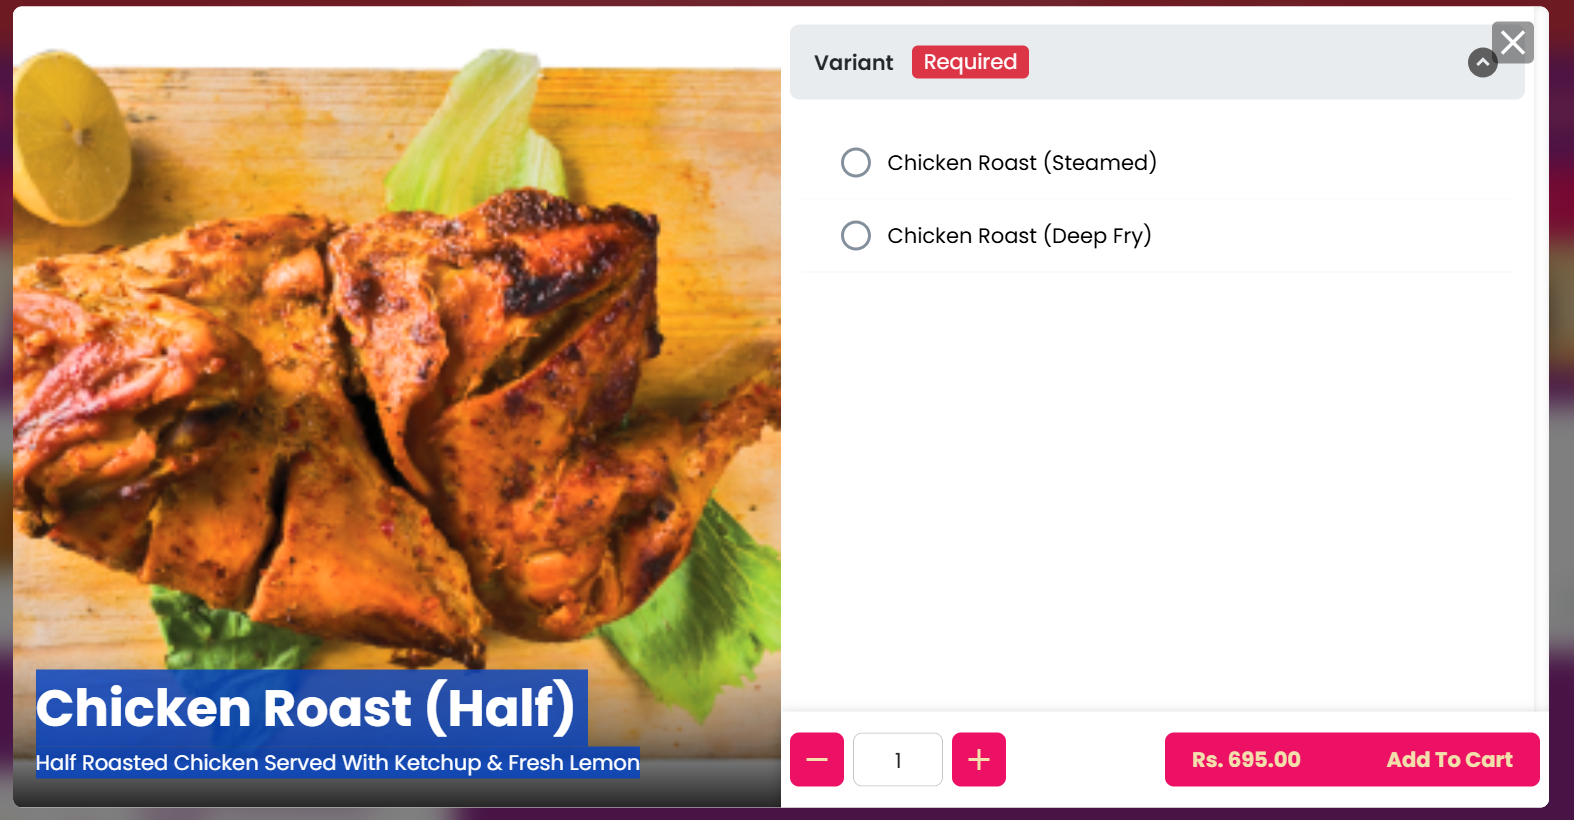 Variant Required
Chicken Roast (Steamed)
Chicken Roast (Deep Fry)
Chicken Roast (Half)
Half Roasted Chicken Served With Ketchup & Fresh Lemon
1
Rs. 695.00 Add To Cart